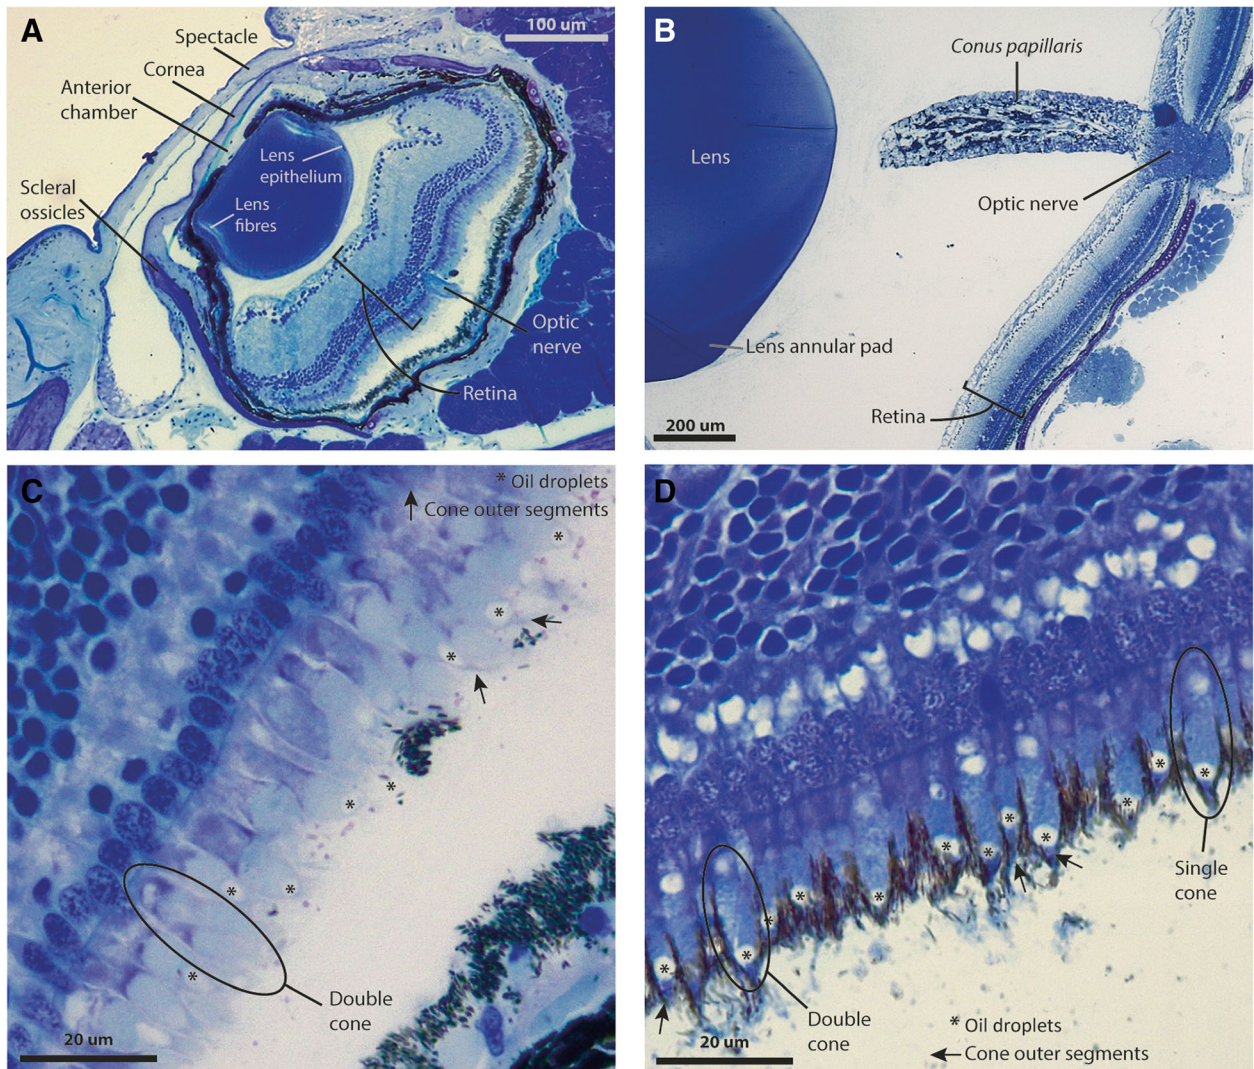 A
100 um
Spectacle
Cornea
Anterior
chamber
Lens
epithelium
Scleral
ossicles
Lens
fibres
Optic
nerve
Retina
B
Conus papillaris
Lens
Optic nerve
Lens annular pad
Retina
200 um
C
* Oil droplets
Cone outer segments
* 
*
*
*
*
*
*
*
Double
cone
20 um
D
*
*
*
*
*
*
*
*
*
*
*
*
Single
cone
Double
cone
* Oil droplets
Cone outer segments
20 um